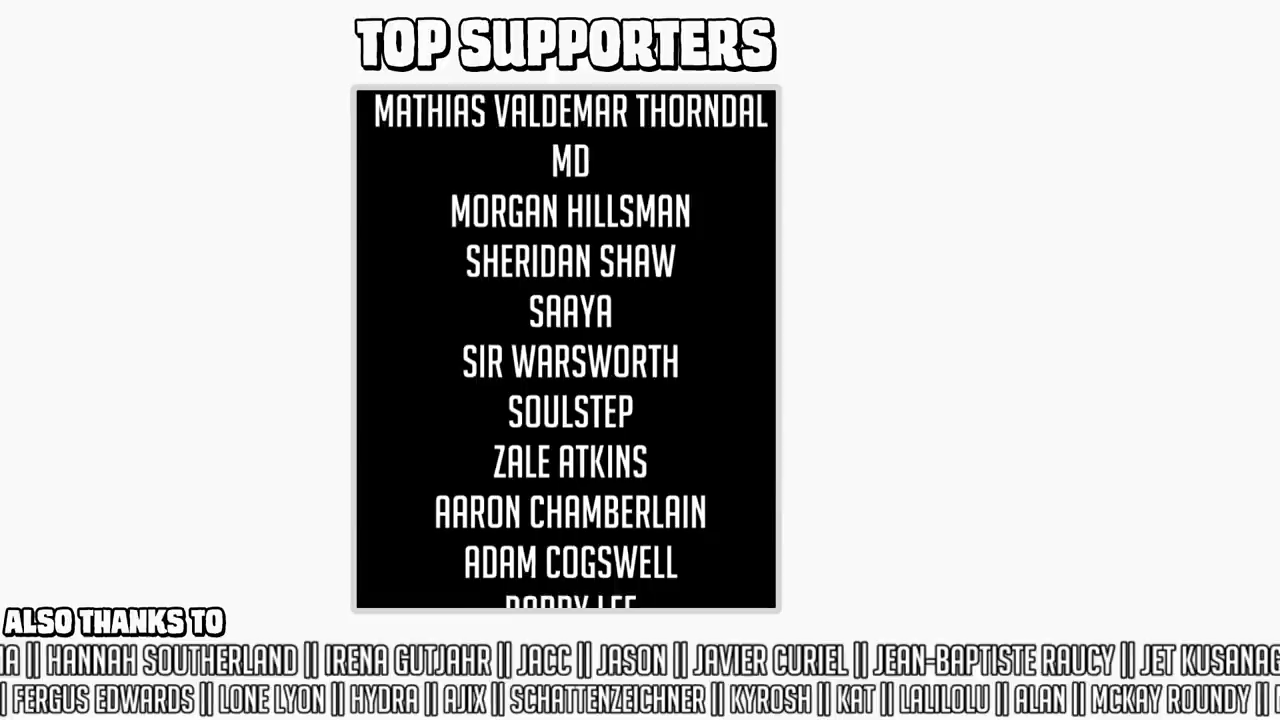 TOP SUPPORTERS
MATHIAS VALDEMAR THORNDAL
MD
MORGAN HILLSMAN
SHERIDAN SHAW
SAAYA
SIR WARSWORTH
SOULSTEP
ZALE ATKINS
AARON CHAMBERLAIN
ADAM COGSWELL
ALSO THANKS TO
|| HANNAH SOUTHERLAND || IRENA GUTJAHR || JACC || JASON || JAVIER CURIEL || JEAN-BAPTISTE RAUCY || JET KUSANAG
| FERGUS EDWARDS || LONE LYON || HYDRA || AJIX || SCHATTENZEICHNER || KYROSH || KAT || LALILOLU || ALAN || MCKAY ROUNDY ||